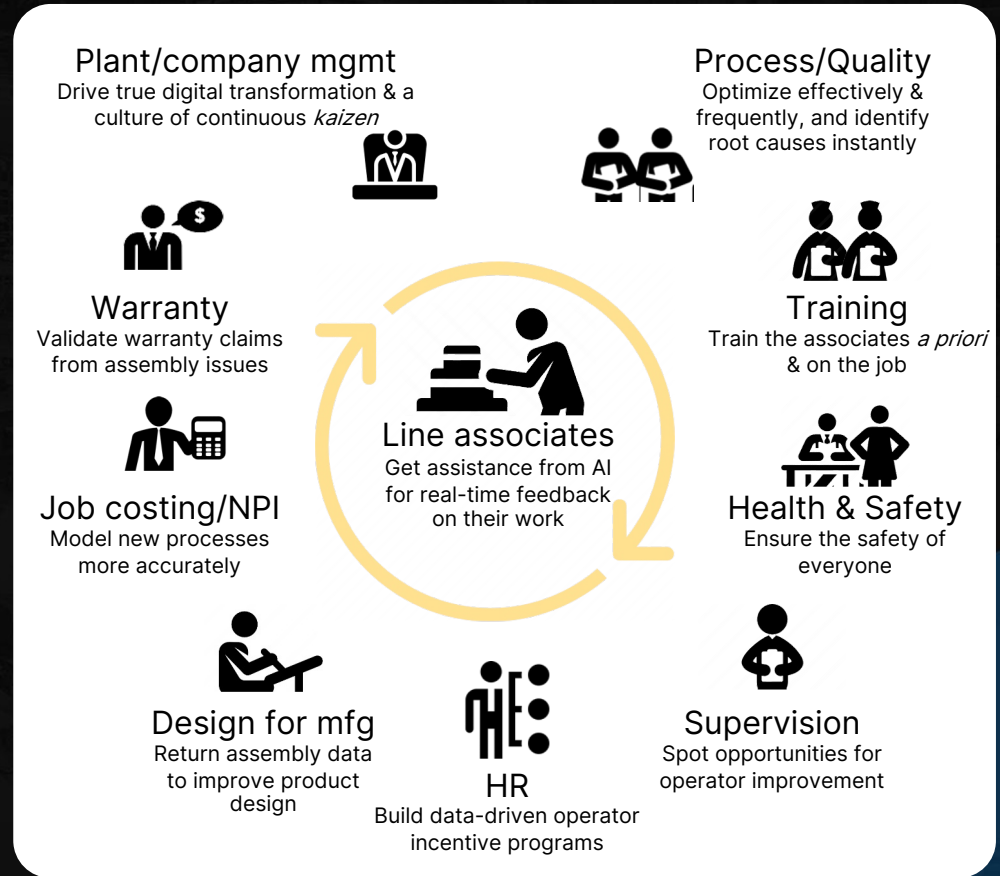 Plant/company mgmt
Drive true digital transformation & a
culture of continuous kaizen
Process/Quality
Optimize effectively &
frequently, and identify
root causes instantly
$
Warranty
Validate warranty claims
from assembly issues
Training
Train the associates a priori
& on the job
Line associates
Get assistance from AI
for real-time feedback
on their work
Job costing/NPI
Model new processes
more accurately
Health & Safety
Ensure the safety of
everyone
Design for mfg
Return assembly data
to improve product
design
HR
Build data-driven operator
incentive programs
Supervision
Spot opportunities for
operator improvement